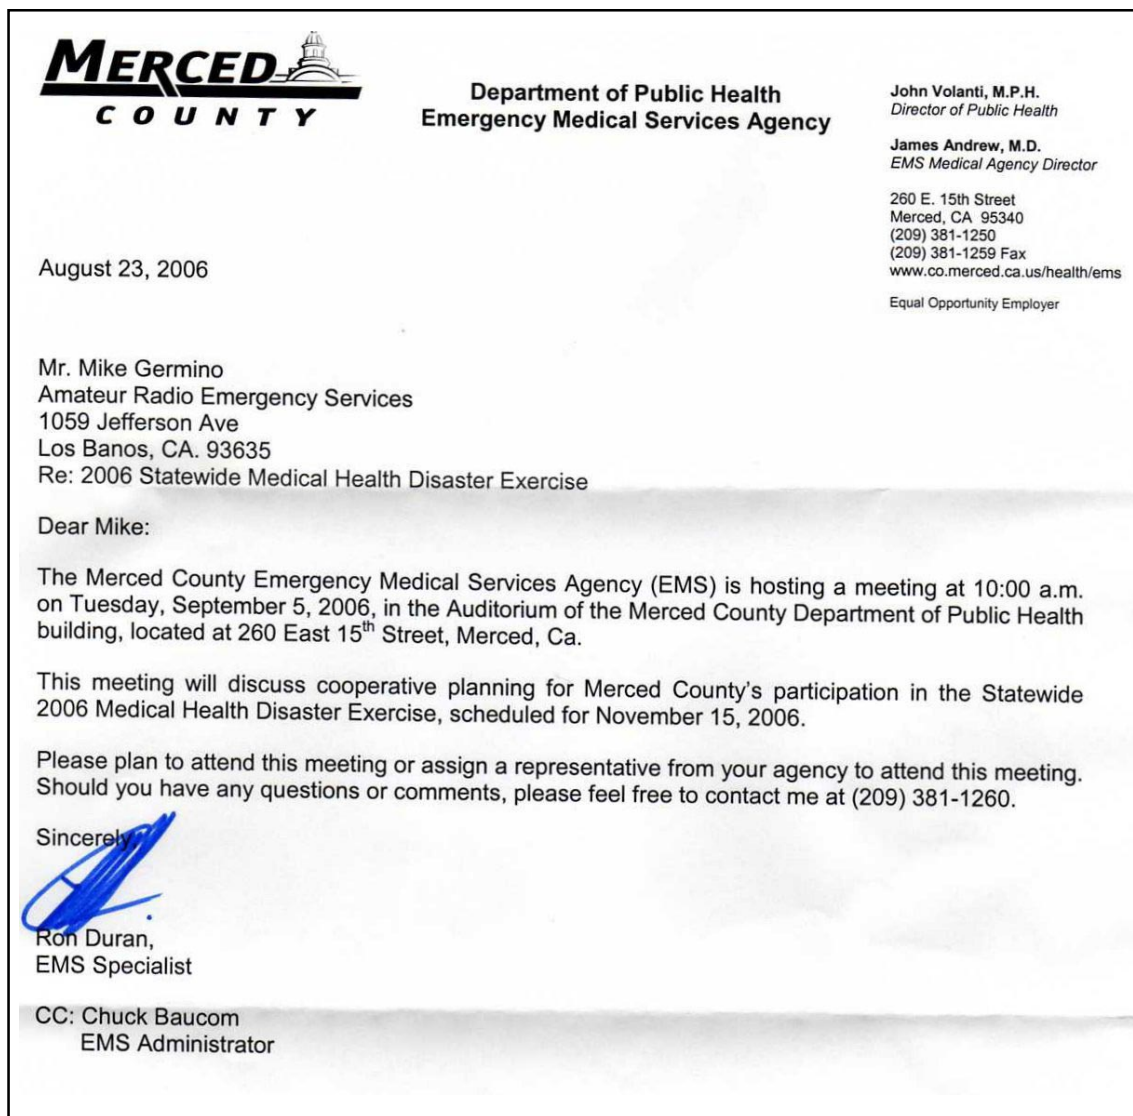 MERCED
COUNTY
Department of Public Health
Emergency Medical Services Agency
John Volanti, M.P.H.
Director of Public Health
James Andrew, M.D.
EMS Medical Agency Director
260 E. 15th Street
Merced, CA  95340
(209) 381-1250
(209) 381-1259 Fax
www.co.merced.ca.us/health/ems
Equal Opportunity Employer
August 23, 2006
Mr. Mike Germino
Amateur Radio Emergency Services
1059 Jefferson Ave
Los Banos, CA. 93635
Re: 2006 Statewide Medical Health Disaster Exercise
Dear Mike:
The Merced County Emergency Medical Services Agency (EMS) is hosting a meeting at 10:00 a.m.
on Tuesday, September 5, 2006, in the Auditorium of the Merced County Department of Public Health
building, located at 260 East 15th Street, Merced, Ca.
This meeting will discuss cooperative planning for Merced County's participation in the Statewide
2006 Medical Health Disaster Exercise, scheduled for November 15, 2006.
Please plan to attend this meeting or assign a representative from your agency to attend this meeting.
Should you have any questions or comments, please feel free to contact me at (209) 381-1260.
Sincerely,
Ron Duran,
EMS Specialist
CC: Chuck Baucom
EMS Administrator